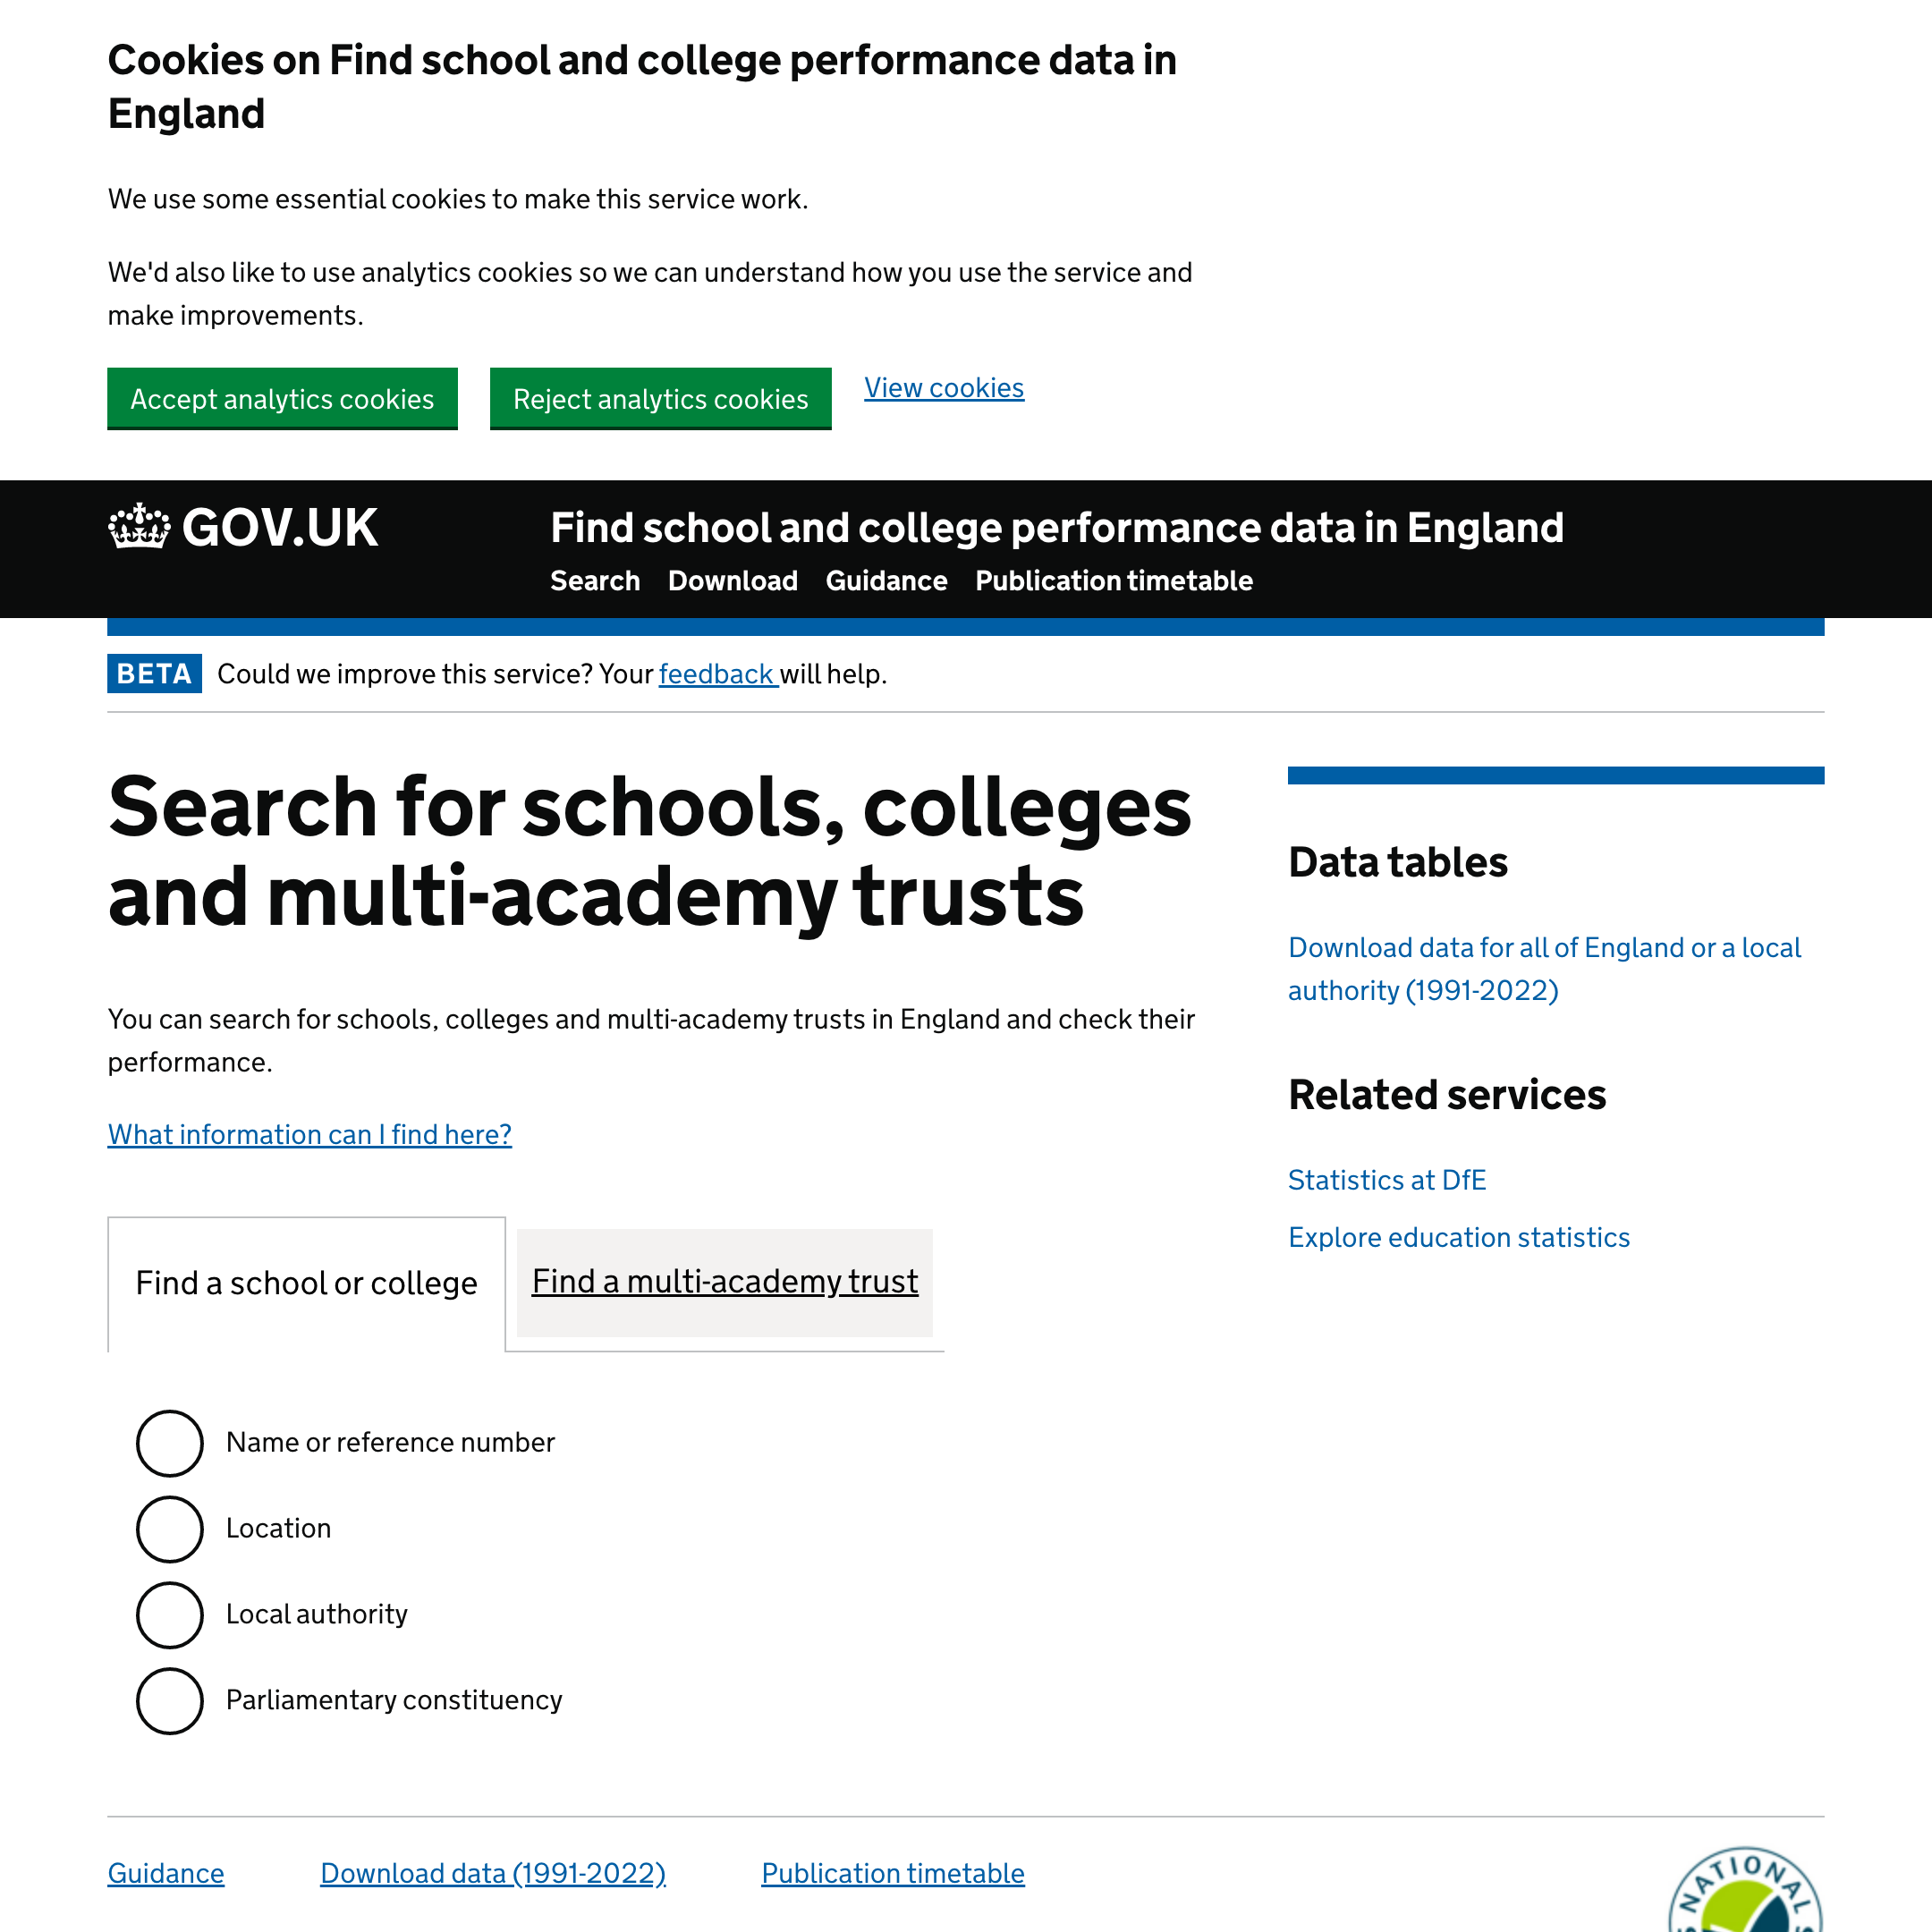 Cookies on Find school and college performance data in
England
We use some essential cookies to make this service work.
We'd also like to use analytics cookies so we can understand how you use the service and
make improvements.
Accept analytics cookies
Reject analytics cookies
View cookies
GOV.UK
Find school and college performance data in England
Search Download Guidance Publication timetable
BETA Could we improve this service? Your feedback will help.
Search for schools, colleges
and multi-academy trusts
You can search for schools, colleges and multi-academy trusts in England and check their
performance.
What information can I find here?
Find a school or college
Find a multi-academy trust
Name or reference number
Location
Local authority
Parliamentary constituency
Data tables
Download data for all of England or a local
authority (1991-2022)
Related services
Statistics at DfE
Explore education statistics
Guidance
Download data (1991-2022)
Publication timetable
NATIONAL